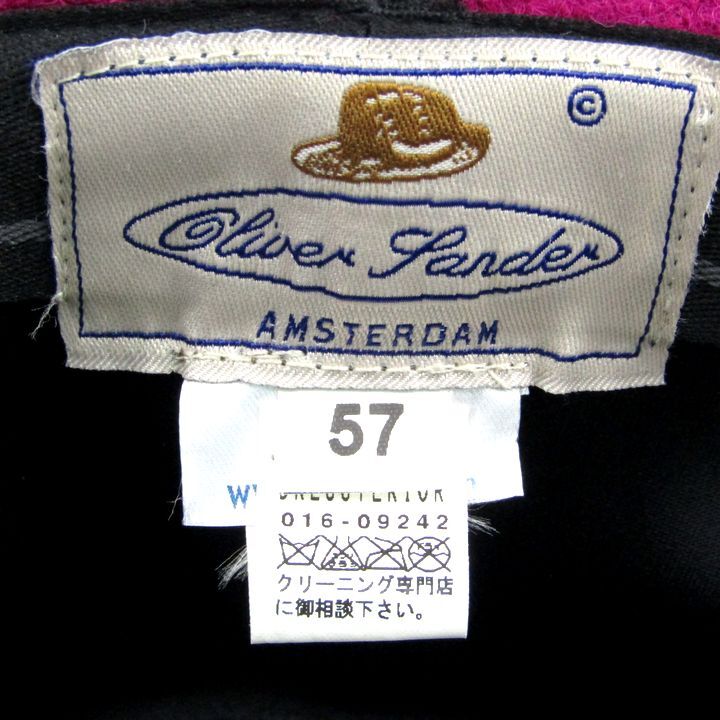 ©
Oliver Sander
AMSTERDAM
57
016-09242
クリーニング専門店
に御相談下さい。